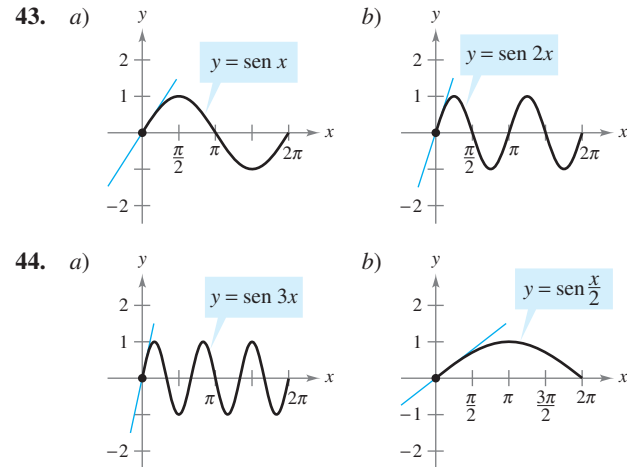 43. a) b)
y
2
1
y = sen x
π/2
π
2π
x
−2
y
2
1
y = sen 2x
π/2
π
2π
x
−2
44. a) b)
y
2
1
y = sen 3x
π
2π
x
−2
y
2
1
y = sen x/2
π/2
π
3π/2
2π
x
−1
−2